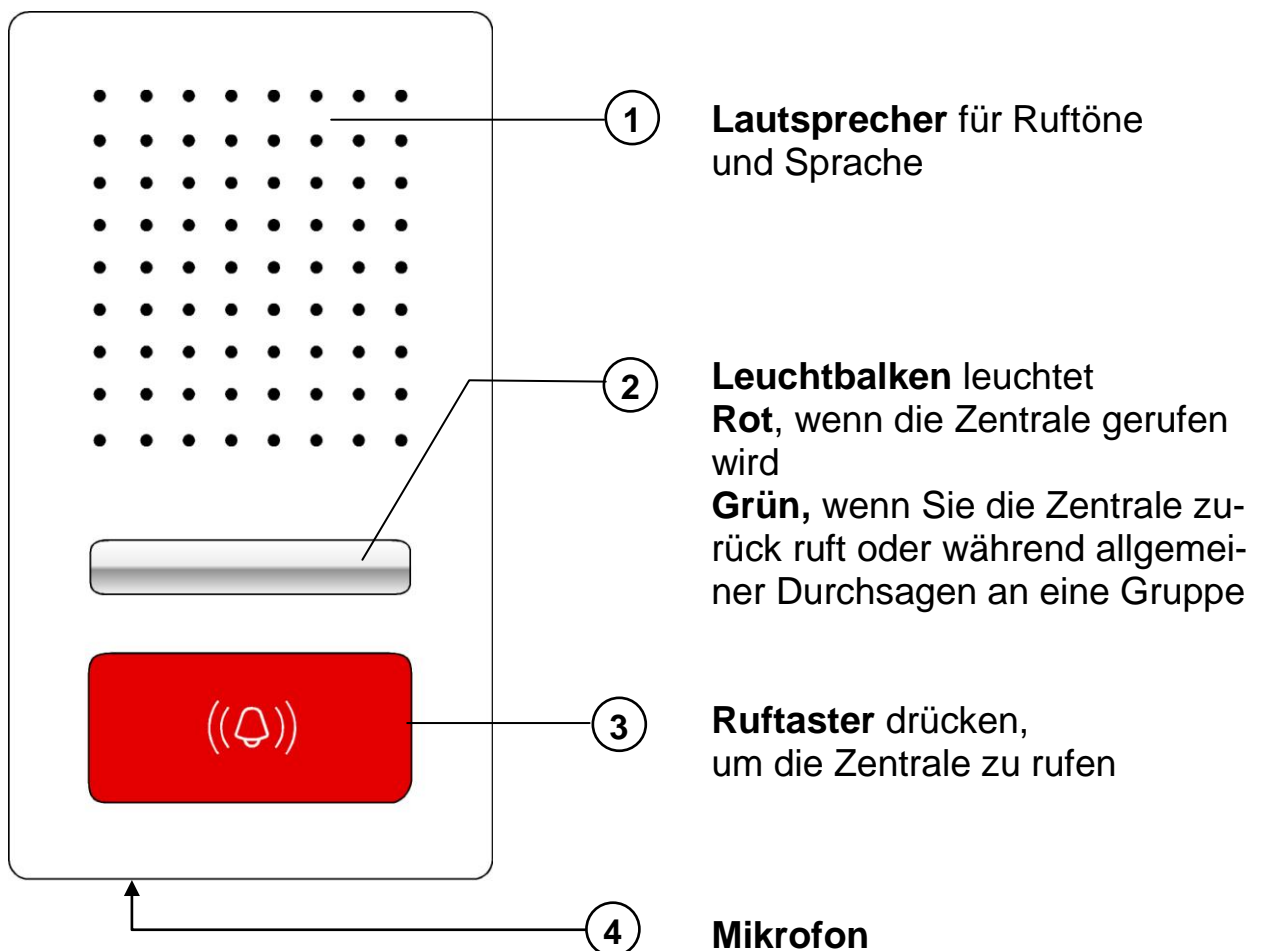 1 Lautsprecher für Ruftöne
und Sprache
2 Leuchtbalken leuchtet
Rot, wenn die Zentrale gerufen
wird
Grün, wenn Sie die Zentrale zu-
rück ruft oder während allgemei-
ner Durchsagen an eine Gruppe
3 Ruftaster drücken,
um die Zentrale zu rufen
4 Mikrofon